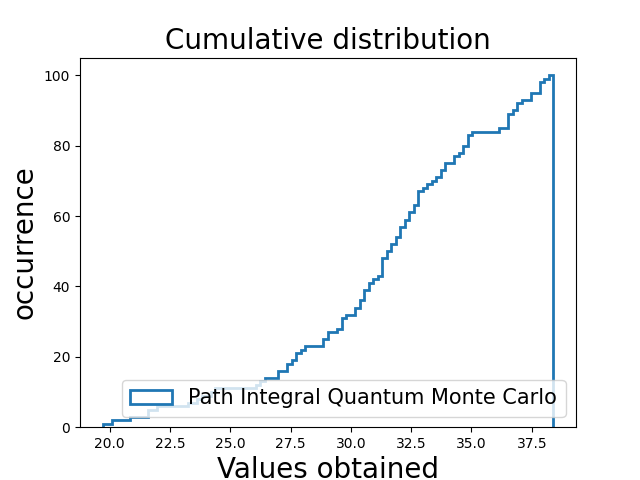 Cumulative distribution
occurrence
100
80
60
40
20
0
Path Integral Quantum Monte Carlo
20.0 22.5 25.0 27.5 30.0 32.5 35.0 37.5
Values obtained